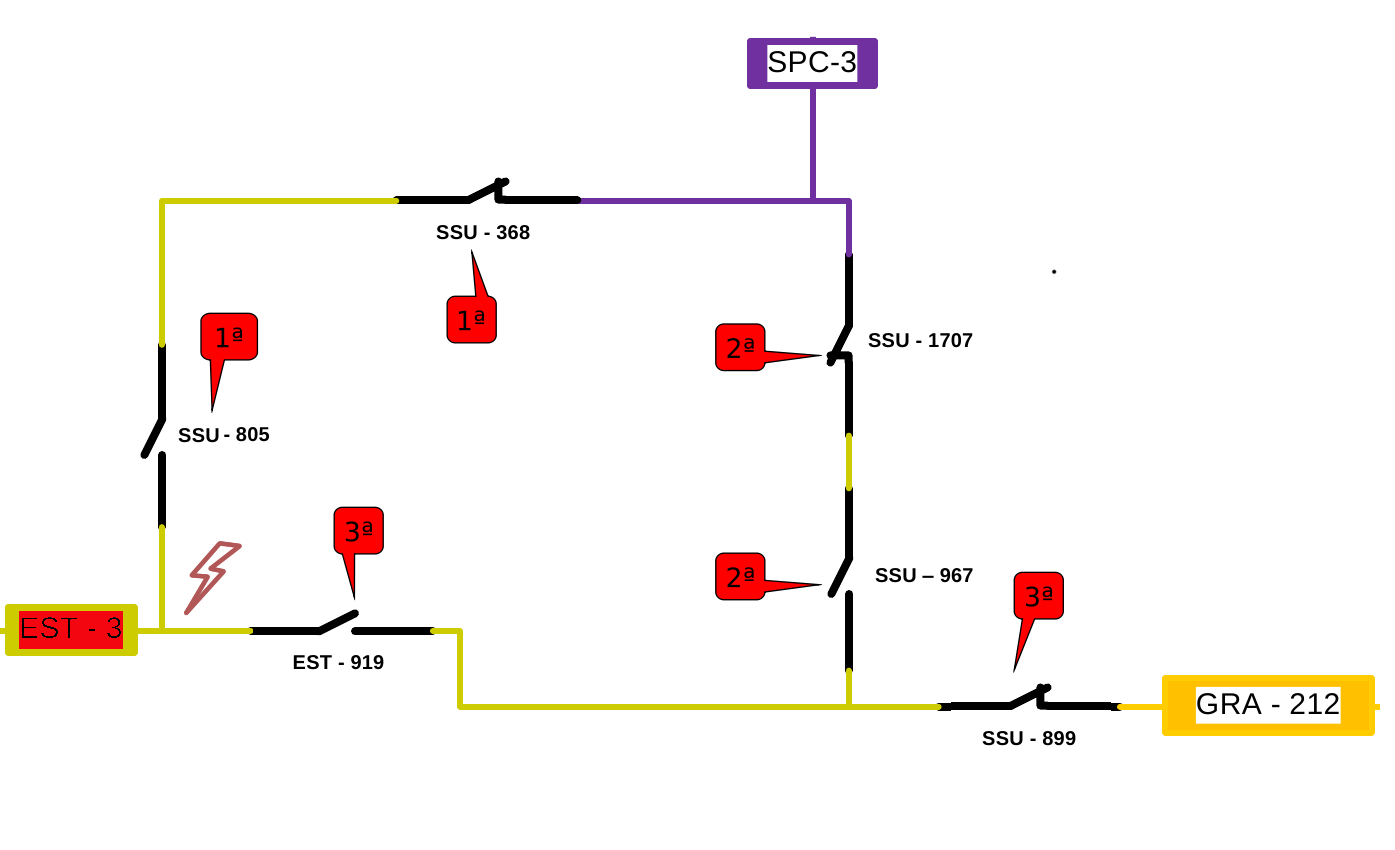 SPC-3
SSU - 368
1ª
1ª
2ª
SSU - 1707
SSU - 805
3ª
2ª
SSU – 967
3ª
EST - 3
EST - 919
GRA - 212
SSU - 899